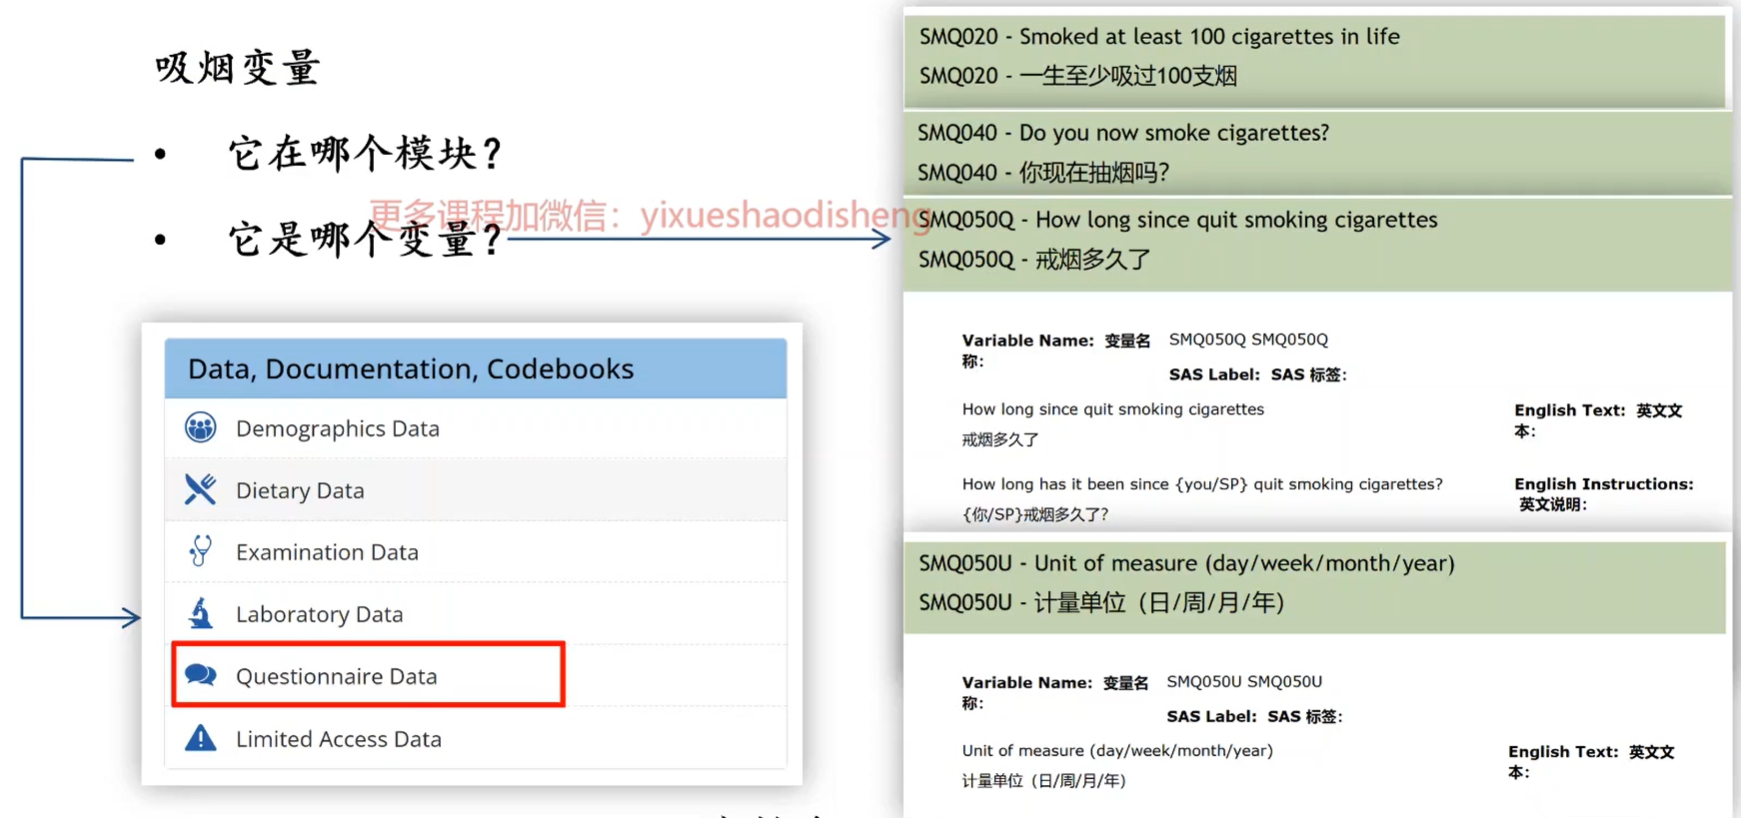 吸烟变量
• 它在哪个模块？
• 它是哪个变量？
更多课程加微信：yixueshaodisheng
Data, Documentation, Codebooks
Demographics Data
Dietary Data
Examination Data
Laboratory Data
Questionnaire Data
Limited Access Data
SMQ020 - Smoked at least 100 cigarettes in life
SMQ020 - 一生至少吸过100支烟
SMQ040 - Do you now smoke cigarettes?
SMQ040 - 你现在抽烟吗？
SMQ050Q - How long since quit smoking cigarettes
SMQ050Q - 戒烟多久了
Variable Name: 变量名 SMQ050Q SMQ050Q
称：
SAS Label: SAS 标签：
How long since quit smoking cigarettes English Text: 英文文
戒烟多久了 本：
How long has it been since {you/SP} quit smoking cigarettes? English Instructions:
{你/SP}戒烟多久了？ 英文说明：
SMQ050U - Unit of measure (day/week/month/year)
SMQ050U - 计量单位（日/周/月/年）
Variable Name: 变量名 SMQ050U SMQ050U
称：
SAS Label: SAS 标签：
Unit of measure (day/week/month/year) English Text: 英文文
计量单位（日/周/月/年） 本：